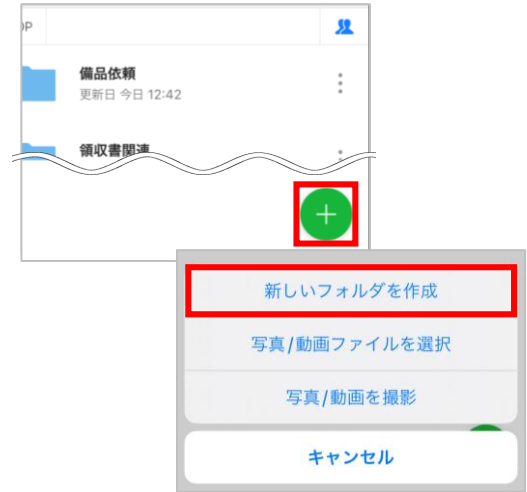 備品依頼
更新日 今日 12:42
領収書関連
新しいフォルダを作成
写真/動画ファイルを選択
写真/動画を撮影
キャンセル